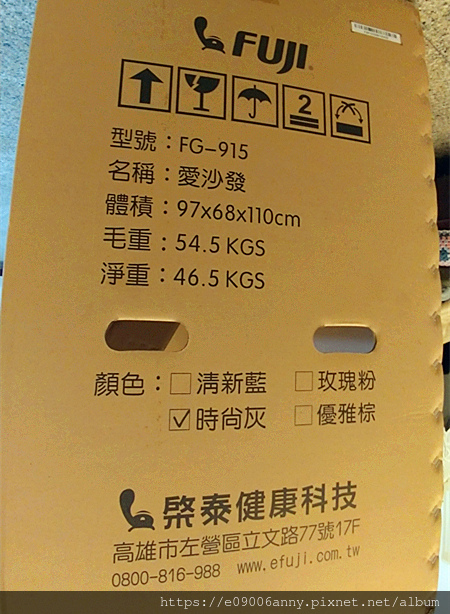 FUJI
2
型號：FG-915
名稱：愛沙發
體積：97x68x110cm
毛重：54.5 KGS
淨重：46.5 KGS
顏色：□清新藍 □玫瑰粉
☑時尚灰 □優雅棕
棨泰健康科技
高雄市左營區立文路77號17F
0800-816-988 www.efuji.com.tw
https://e09006anny.pixnet.net/album